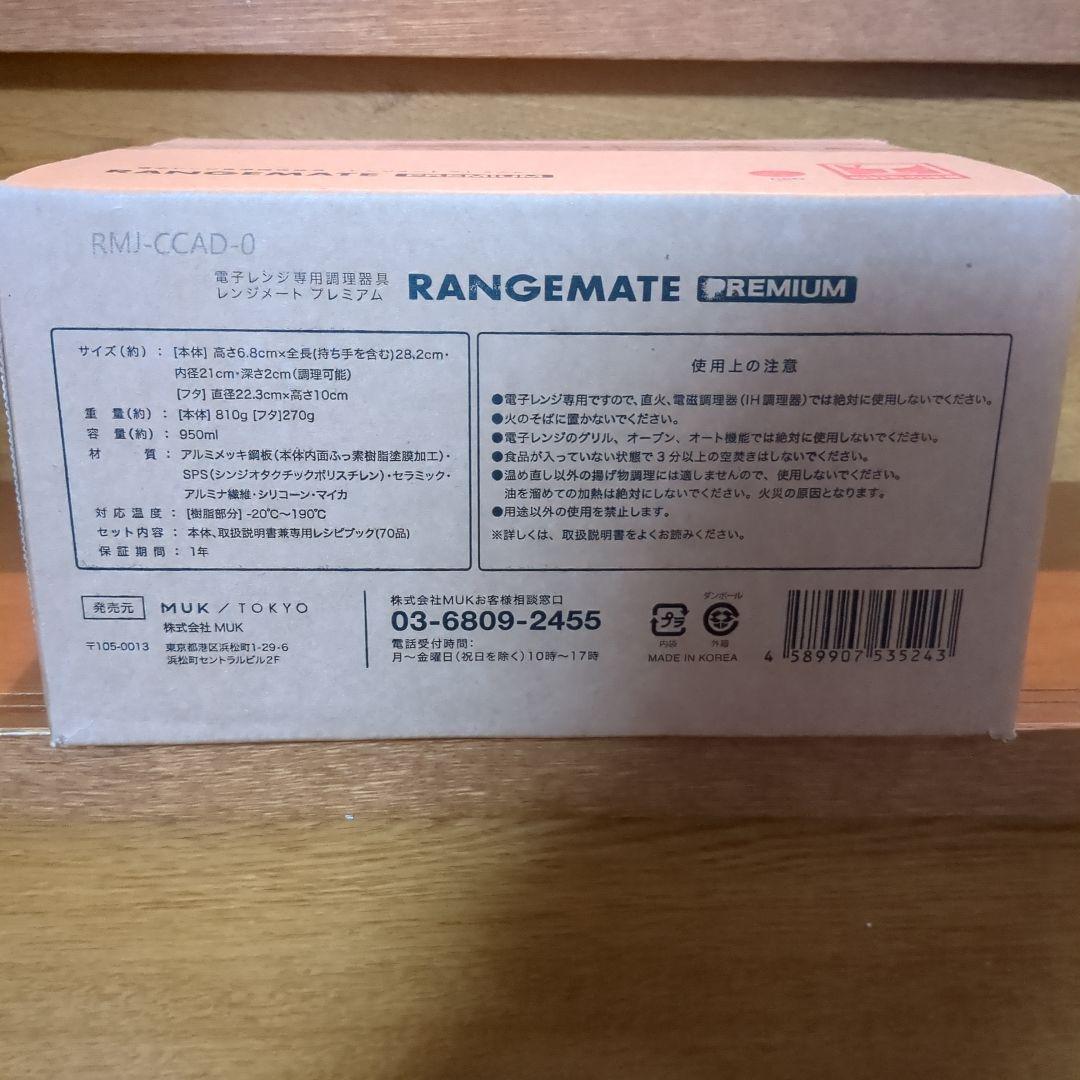 RANGEMATE PREMIUM
RMJ-CCAD-0
電子レンジ専用調理器具
レンジメート プレミアム
RANGEMATE PREMIUM
サイズ(約): [本体] 高さ6.8cm×全長(持ち手を含む)28.2cm・
内径21cm・深さ2cm(調理可能)
[フタ] 直径22.3cm×高さ10cm
重量(約): [本体] 810g [フタ]270g
容量(約): 950ml
材質: アルミメッキ鋼板(本体内面ふっ素樹脂塗膜加工)・
SPS(シンジオタクチックポリスチレン)・セラミック・
アルミナ繊維・シリコーン・マイカ
対応温度: [樹脂部分] -20℃〜190℃
セット内容: 本体、取扱説明書兼専用レシピブック(70品)
保証期間: 1年
使用上の注意
●電子レンジ専用ですので、直火、電磁調理器(IH調理器)では絶対に使用しないでください。
●火のそばに置かないでください。
●電子レンジのグリル、オーブン、オート機能では絶対に使用しないでください。
●食品が入っていない状態で3分以上の空焚きはしないでください。
●温め直し以外の揚げ物調理には適しませんので、使用しないでください。
油を溜めての加熱は絶対にしないでください。火災の原因となります。
●用途以外の使用を禁止します。
※詳しくは、取扱説明書をよくお読みください。
発売元 MUK/TOKYO
株式会社 MUK
〒105-0013 東京都港区浜松町1-29-6
浜松町セントラルビル2F
株式会社MUKお客様相談窓口
03-6809-2455
電話受付時間:
月〜金曜日(祝日を除く)10時〜17時
ダンボール
プラ
内袋 外箱
MADE IN KOREA
4 589907 535243